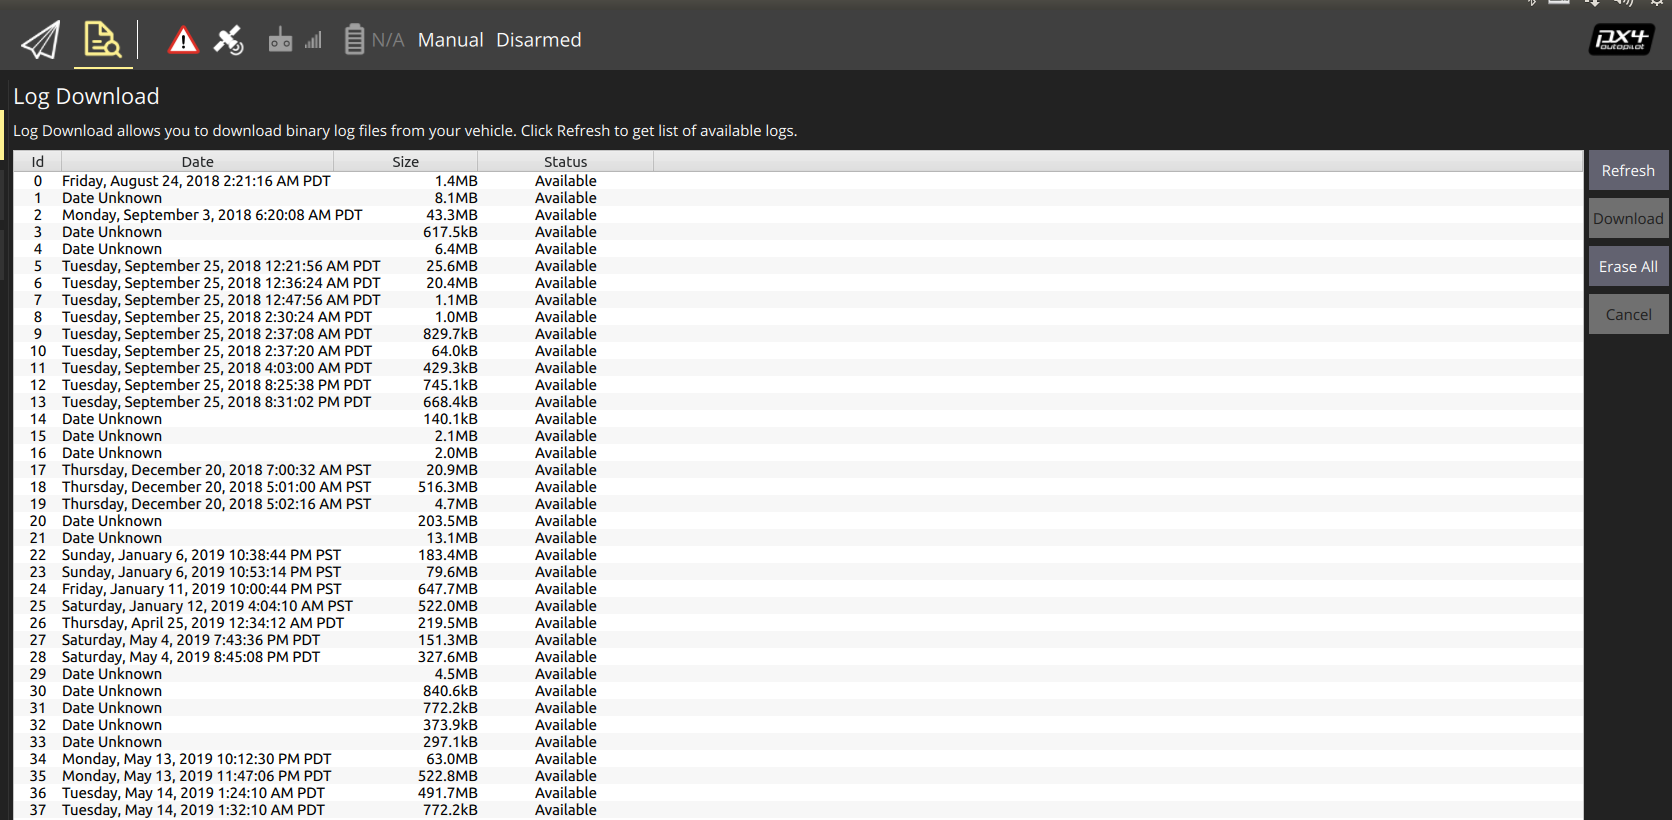 N/A Manual Disarmed
px4
autopilot
Log Download
Log Download allows you to download binary log files from your vehicle. Click Refresh to get list of available logs.
Id Date Size Status
0 Friday, August 24, 2018 2:21:16 AM PDT 1.4MB Available
1 Date Unknown 8.1MB Available
2 Monday, September 3, 2018 6:20:08 AM PDT 43.3MB Available
3 Date Unknown 617.5kB Available
4 Date Unknown 6.4MB Available
5 Tuesday, September 25, 2018 12:21:56 AM PDT 25.6MB Available
6 Tuesday, September 25, 2018 12:36:24 AM PDT 20.4MB Available
7 Tuesday, September 25, 2018 12:47:56 AM PDT 1.1MB Available
8 Tuesday, September 25, 2018 2:30:24 AM PDT 1.0MB Available
9 Tuesday, September 25, 2018 2:37:08 AM PDT 829.7kB Available
10 Tuesday, September 25, 2018 2:37:20 AM PDT 64.0kB Available
11 Tuesday, September 25, 2018 4:03:00 AM PDT 429.3kB Available
12 Tuesday, September 25, 2018 8:25:38 PM PDT 745.1kB Available
13 Tuesday, September 25, 2018 8:31:02 PM PDT 668.4kB Available
14 Date Unknown 140.1kB Available
15 Date Unknown 2.1MB Available
16 Date Unknown 2.0MB Available
17 Thursday, December 20, 2018 7:00:32 AM PST 20.9MB Available
18 Thursday, December 20, 2018 5:01:00 AM PST 516.3MB Available
19 Thursday, December 20, 2018 5:02:16 AM PST 4.7MB Available
20 Date Unknown 203.5MB Available
21 Date Unknown 13.1MB Available
22 Sunday, January 6, 2019 10:38:44 PM PST 183.4MB Available
23 Sunday, January 6, 2019 10:53:14 PM PST 79.6MB Available
24 Friday, January 11, 2019 10:00:44 PM PST 647.7MB Available
25 Saturday, January 12, 2019 4:04:10 AM PST 522.0MB Available
26 Thursday, April 25, 2019 12:34:12 AM PDT 219.5MB Available
27 Saturday, May 4, 2019 7:43:36 PM PDT 151.3MB Available
28 Saturday, May 4, 2019 8:45:08 PM PDT 327.6MB Available
29 Date Unknown 4.5MB Available
30 Date Unknown 840.6kB Available
31 Date Unknown 772.2kB Available
32 Date Unknown 373.9kB Available
33 Date Unknown 297.1kB Available
34 Monday, May 13, 2019 10:12:30 PM PDT 63.0MB Available
35 Monday, May 13, 2019 11:47:06 PM PDT 522.8MB Available
36 Tuesday, May 14, 2019 1:24:10 AM PDT 491.7MB Available
37 Tuesday, May 14, 2019 1:32:10 AM PDT 772.2kB Available
Refresh
Download
Erase All
Cancel